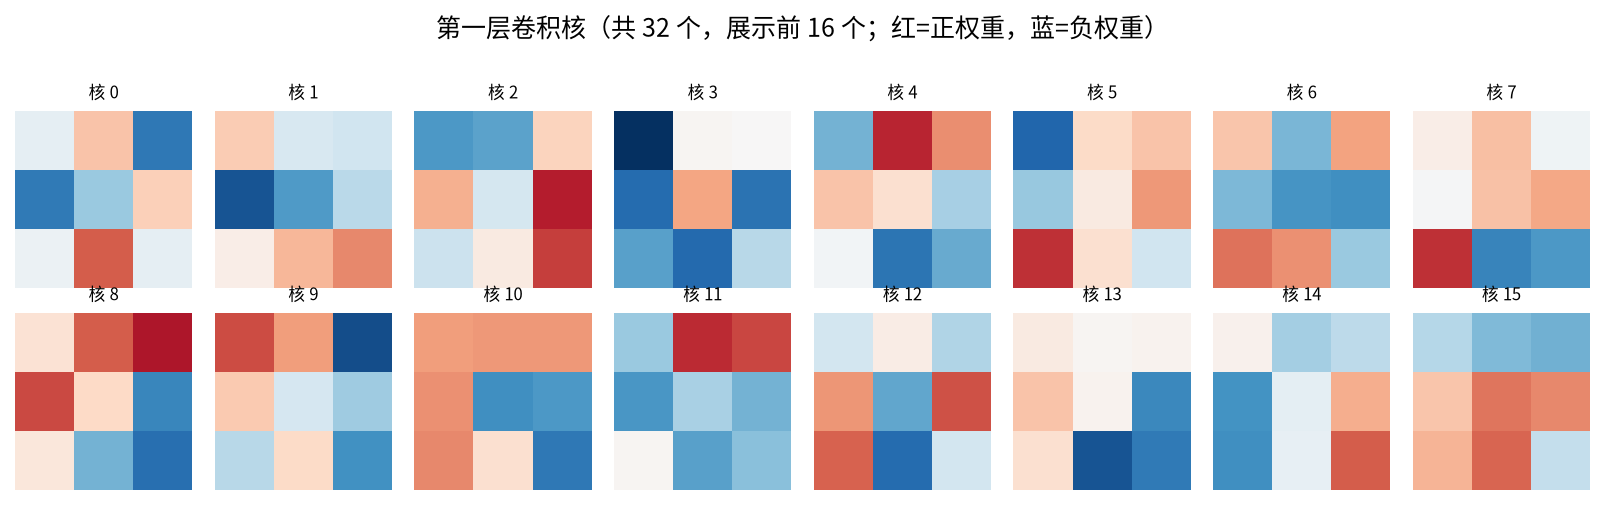 第一层卷积核（共 32 个，展示前 16 个；红=正权重，蓝=负权重）
核 0
核 1
核 2
核 3
核 4
核 5
核 6
核 7
核 8
核 9
核 10
核 11
核 12
核 13
核 14
核 15